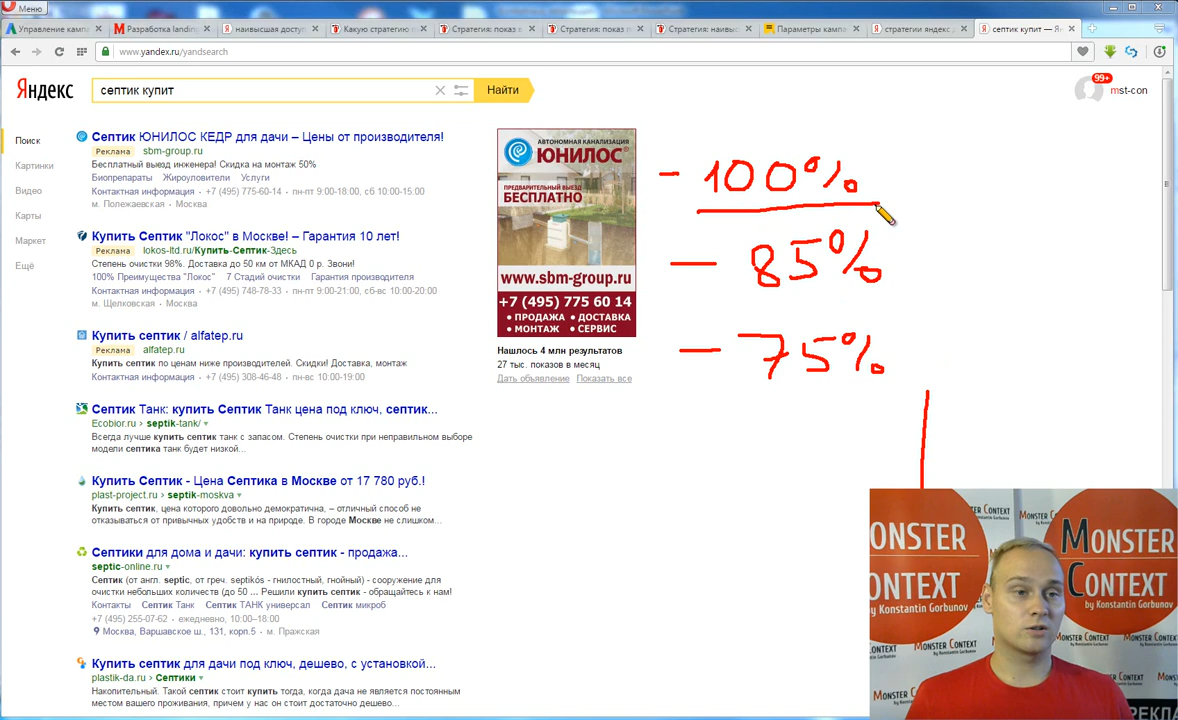 Меню
Управление кампа
Разработка landing
наивысшая доступ
Какую стратегию п
Стратегия: показ в
Стратегия: показ п
Стратегия: наивыс
Параметры кампа
стратегии яндекс д
септик купит — Я
www.yandex.ru/yandsearch
Яндекс
септик купит
Найти
99+
mst-con
Поиск
Картинки
Видео
Карты
Маркет
Ещё
Септик ЮНИЛОС КЕДР для дачи – Цены от производителя!
Реклама sbm-group.ru
Бесплатный выезд инженера! Скидка на монтаж 50%
Биопрепараты Жироуловители Услуги
Контактная информация · +7 (495) 775-60-14 · пн-пт 9:00-18:00, сб 10:00-15:00
м. Полежаевская · Москва
Купить Септик "Локос" в Москве! – Гарантия 10 лет!
Реклама lokos-ltd.ru/Купить-Септик-Здесь
Степень очистки 98%. Доставка до 50 км от МКАД 0 р. Звони!
100% Преимущества "Локос" 7 Стадий очистки Гарантия производителя
Контактная информация · +7 (495) 748-78-33 · пн-пт 9:00-21:00, сб-вс 10:00-20:00
м. Щелковская · Москва
Купить септик / alfatep.ru
Реклама alfatep.ru
Купить септик по ценам ниже производителей. Скидки! Доставка, монтаж
Контактная информация · +7 (495) 308-46-48 · пн-вс 10:00-19:00
Септик Танк: купить Септик Танк цена под ключ, септик...
Ecobior.ru › septik-tank/
Всегда лучше купить септик танк с запасом. Степень очистки при неправильном выборе
модели септика танк будет низкой...
Купить Септик - Цена Септика в Москве от 17 780 руб.!
plast-project.ru › septik-moskva
Купить септик, цена которого довольно демократична, – отличный способ не
отказываться от привычных удобств и на природе. В городе Москве не слишком...
Септики для дома и дачи: купить септик - продажа...
septic-online.ru
Септик (от англ. septic, от греч. septikós - гнилостный, гнойный) - сооружение для
очистки небольших количеств (до 50 ... Решили купить септик - обращайтесь к нам!
Контакты Септик Танк Септик ТАНК универсал Септик микроб
+7 (495) 255-07-62 · ежедневно, 10:00–18:00
Москва, Варшавское ш., 131, корп.5 · м. Пражская
Купить септик для дачи под ключ, дешево, с установкой...
plastik-da.ru › Септики
Накопительный. Такой септик стоит купить тогда, когда дача не является постоянным
местом вашего проживания, причем у нас он стоит достаточно дешево...
АВТОНОМНАЯ КАНАЛИЗАЦИЯ
ЮНИЛОС
ПРЕДВАРИТЕЛЬНЫЙ ВЫЕЗД
БЕСПЛАТНО
www.sbm-group.ru
+7 (495) 775 60 14
• ПРОДАЖА • ДОСТАВКА
• МОНТАЖ • СЕРВИС
Нашлось 4 млн результатов
27 тыс. показов в месяц
Дать объявление Показать все
- 100%
- 85%
- 75%
MONSTER
CONTEXT
by Konstantin Gorbunov
MONSTER
CONTEXT
by Konstantin Gorbunov